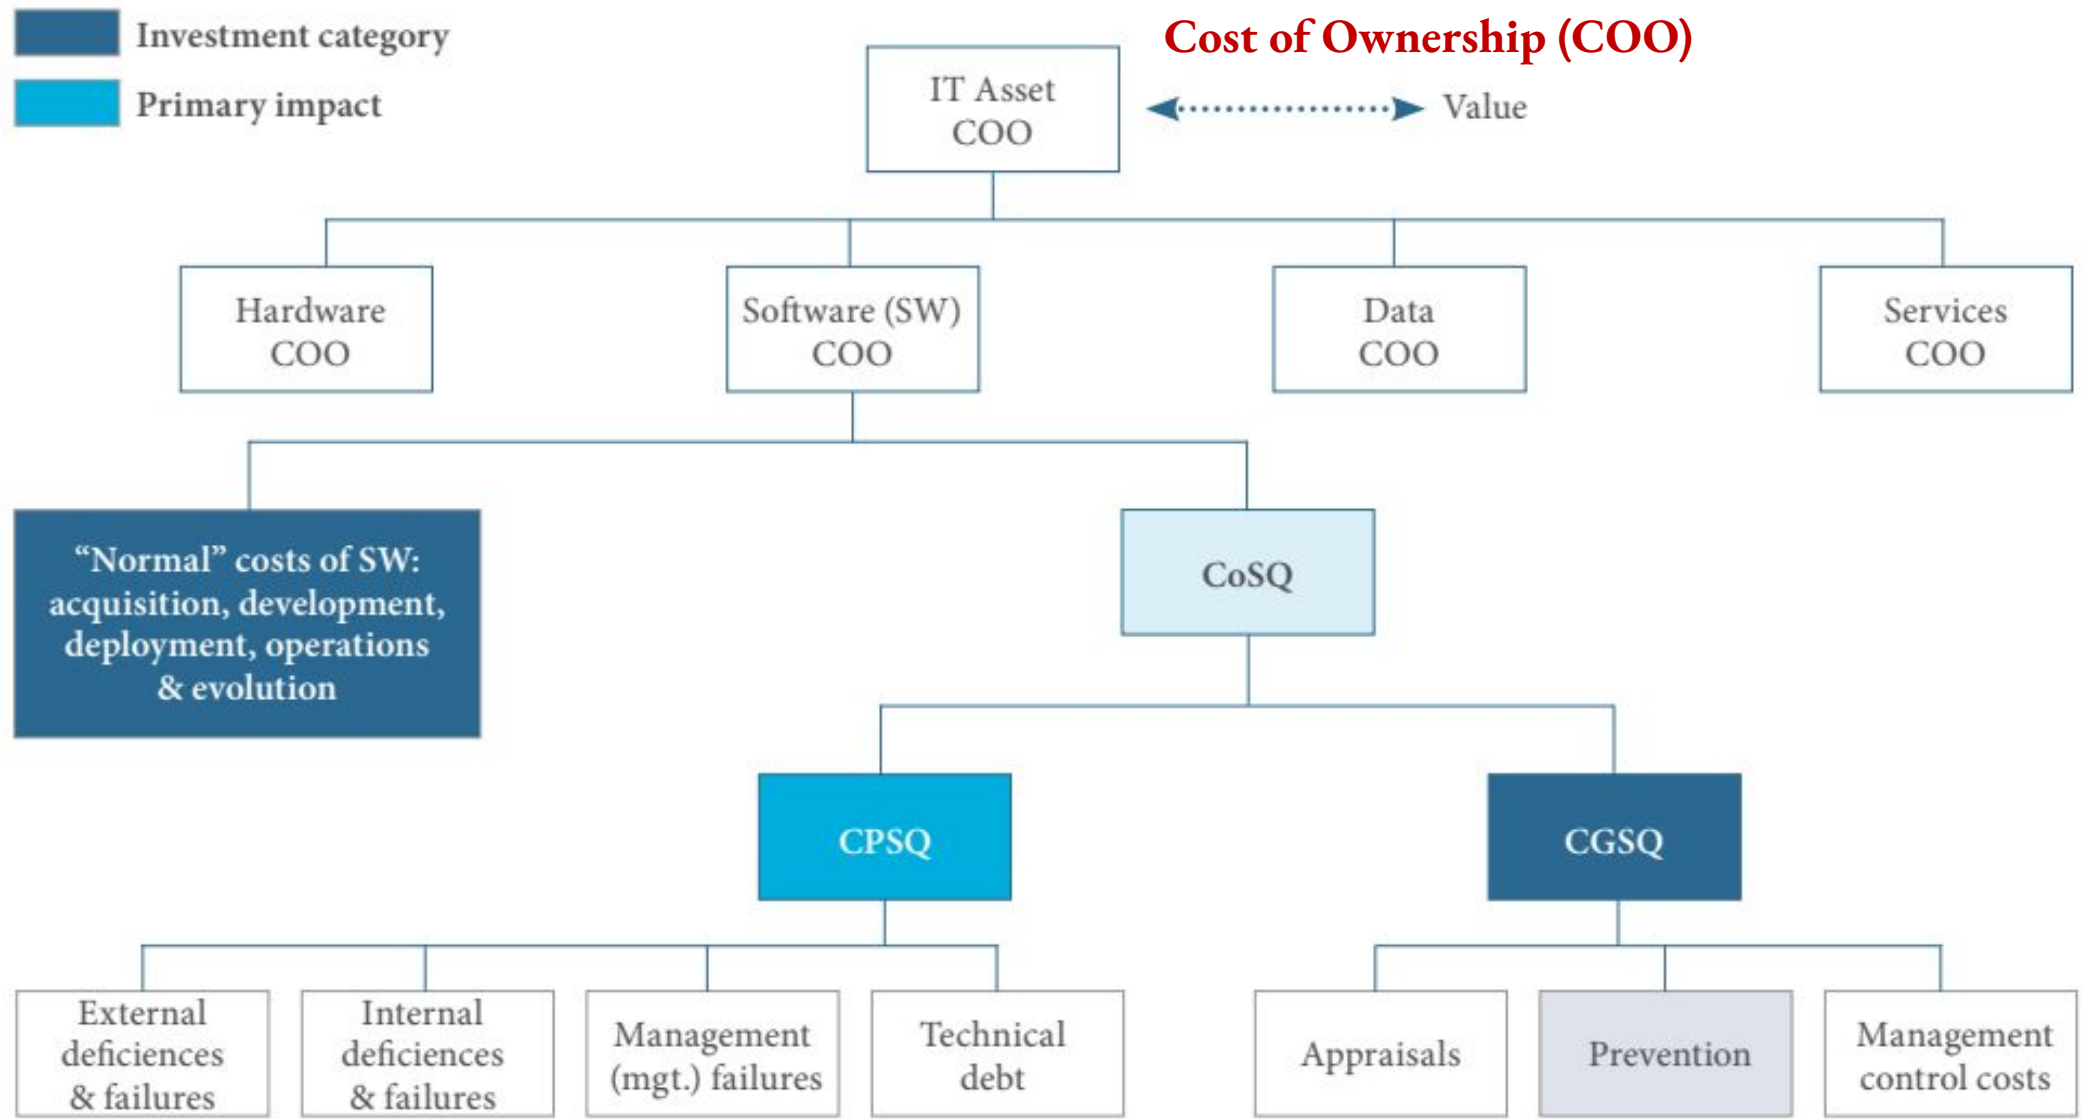 Investment category
Primary impact
Cost of Ownership (COO)
IT Asset
COO
Value
Hardware
COO
Software (SW)
COO
Data
COO
Services
COO
“Normal” costs of SW:
acquisition, development,
deployment, operations
& evolution
CoSQ
CPSQ
CGSQ
External
deficiences
& failures
Internal
deficiences
& failures
Management
(mgt.) failures
Technical
debt
Appraisals
Prevention
Management
control costs